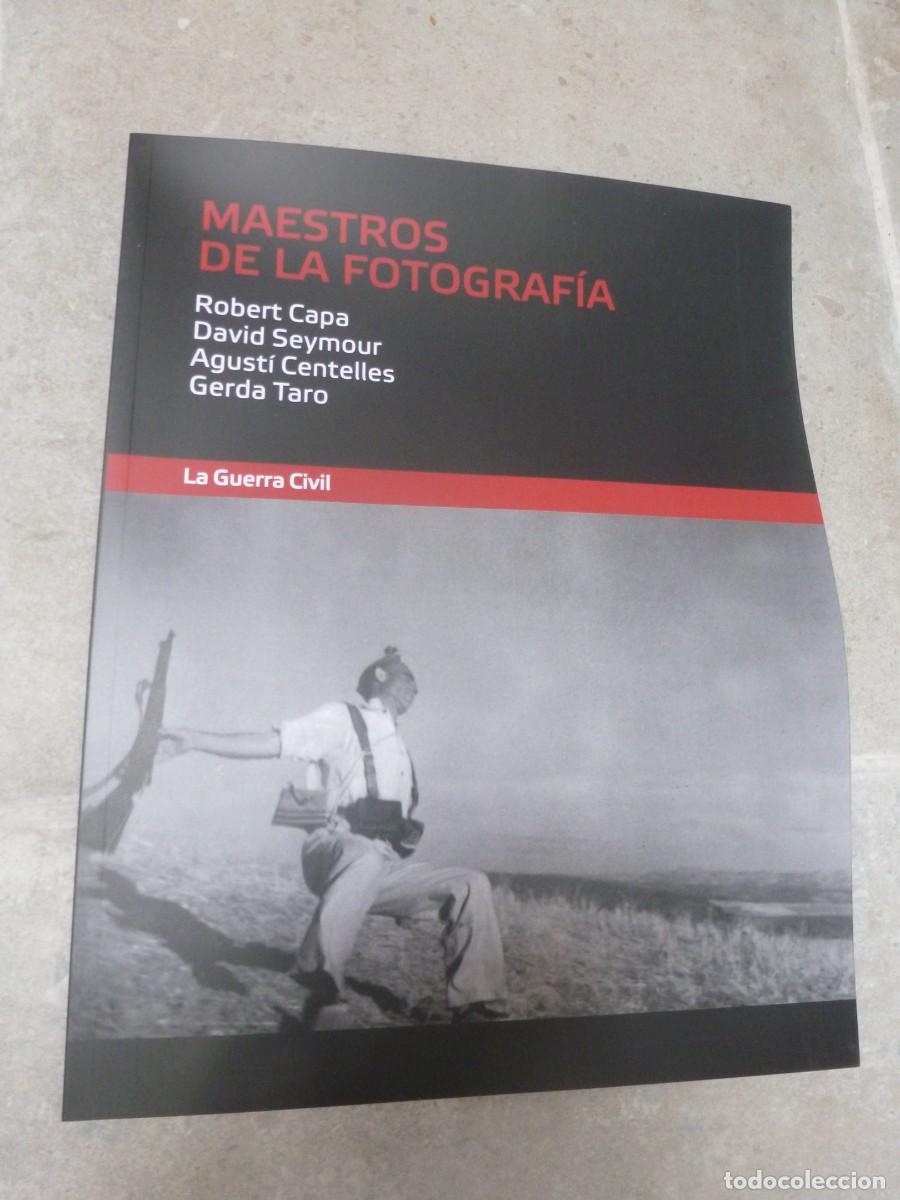 MAESTROS
DE LA FOTOGRAFÍA
Robert Capa
David Seymour
Agustí Centelles
Gerda Taro
La Guerra Civil
todocoleccion